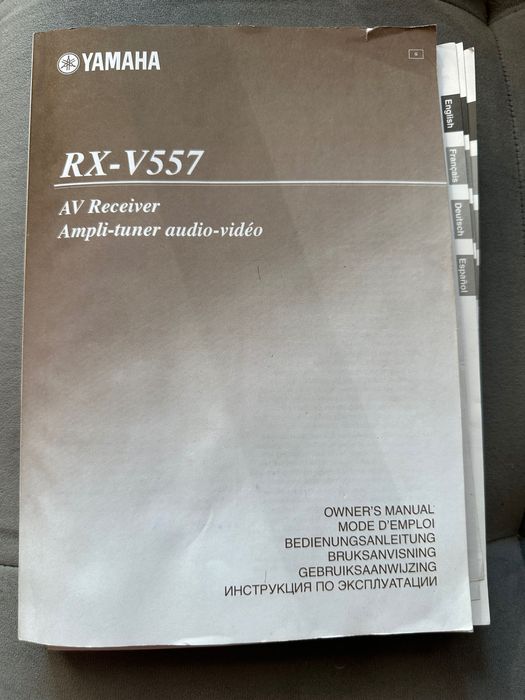 YAMAHA
RX-V557
AV Receiver
Ampli-tuner audio-vidéo
English
Français
Deutsch
Español
OWNER'S MANUAL
MODE D'EMPLOI
BEDIENUNGSANLEITUNG
BRUKSANVISNING
GEBRUIKSAANWIJZING
ИНСТРУКЦИЯ ПО ЭКСПЛУАТАЦИИ